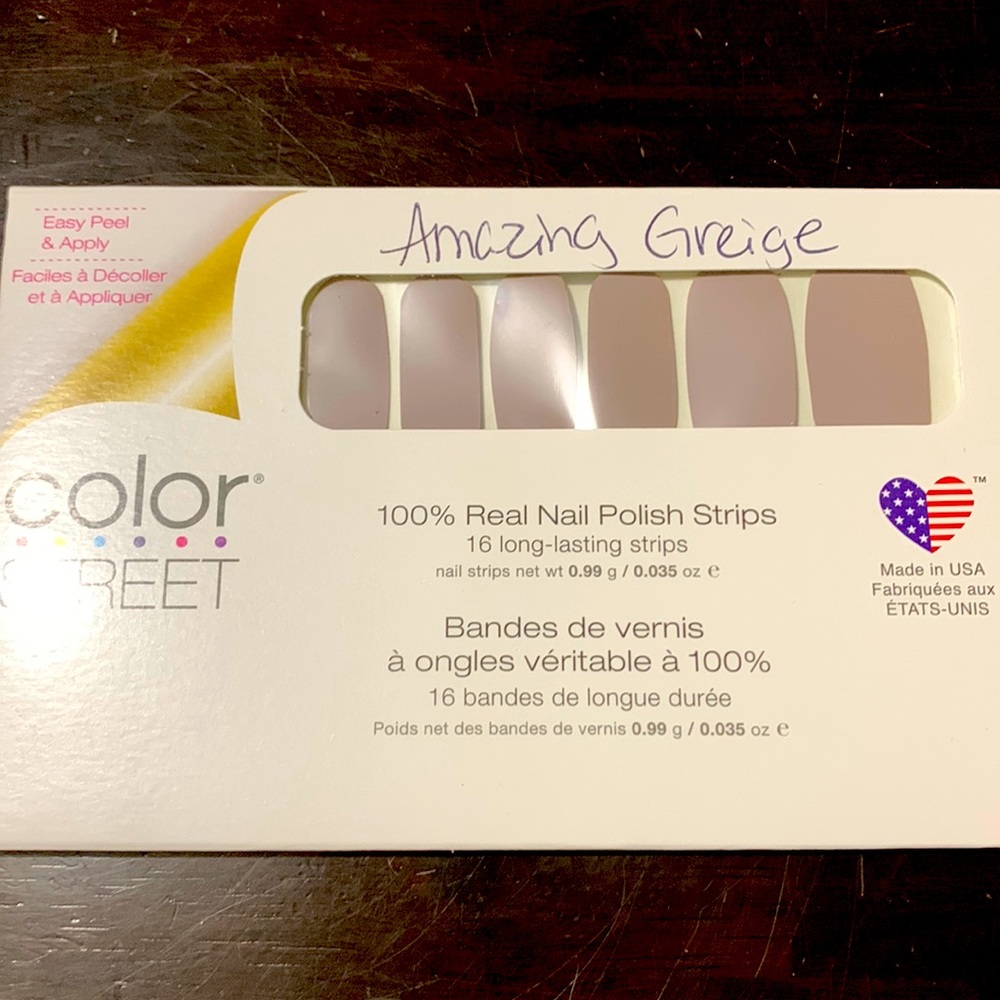 Amazing Greige
Easy Peel
& Apply
Faciles à Décoller
et à Appliquer
color®
STREET
100% Real Nail Polish Strips
16 long-lasting strips
nail strips net wt 0.99 g / 0.035 oz e
Bandes de vernis
à ongles véritable à 100%
16 bandes de longue durée
Poids net des bandes de vernis 0.99 g / 0.035 oz e
TM
Made in USA
Fabriquées aux
ÉTATS-UNIS